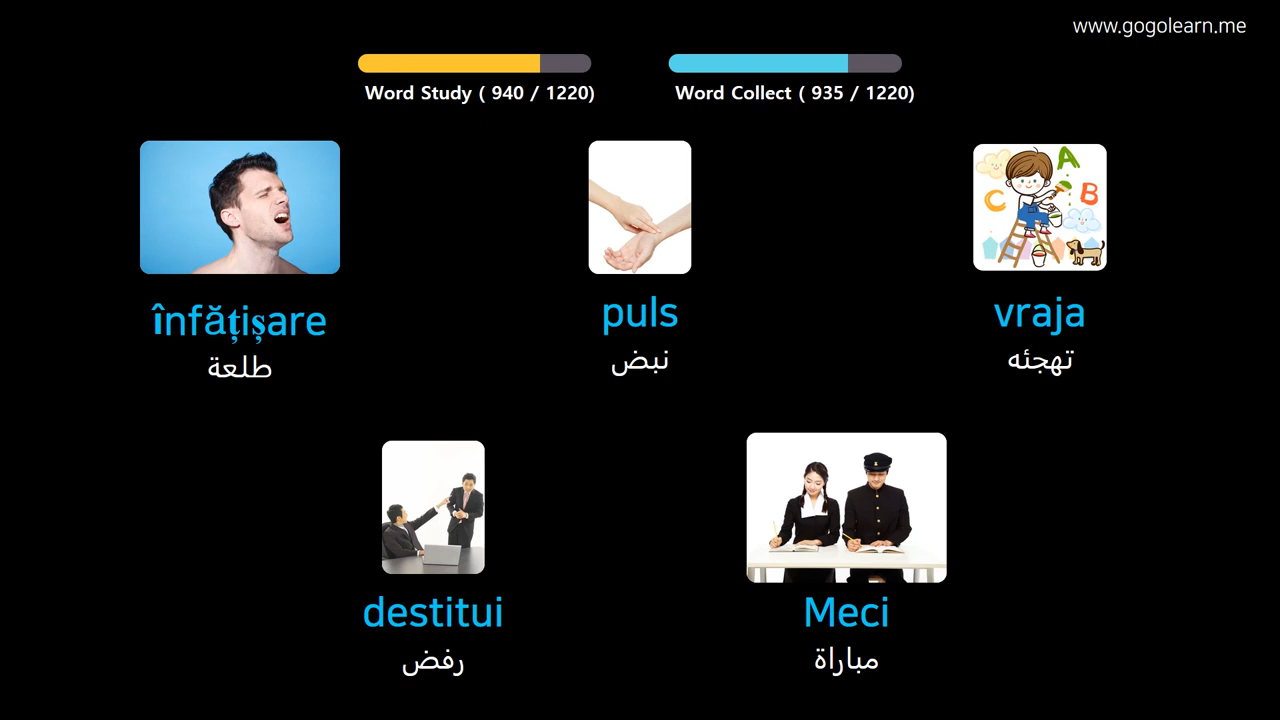 www.gogolearn.me
Word Study ( 940 / 1220)
Word Collect ( 935 / 1220)
A
B
C
înfățișare
طلعة
puls
نبض
vraja
تهجئه
destitui
رفض
Meci
مباراة